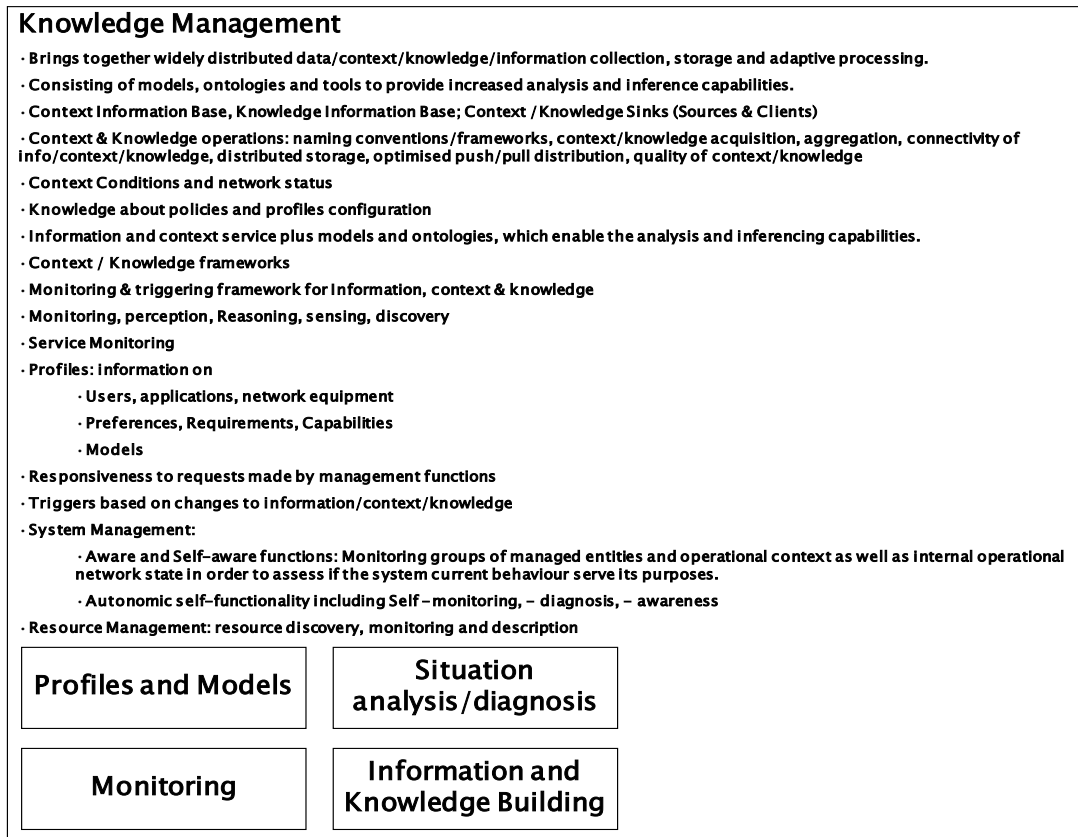 Knowledge Management
· Brings together widely distributed data/context/knowledge/information collection, storage and adaptive processing.
· Consisting of models, ontologies and tools to provide increased analysis and inference capabilities.
· Context Information Base, Knowledge Information Base; Context /Knowledge Sinks (Sources & Clients)
· Context & Knowledge operations: naming conventions/frameworks, context/knowledge acquisition, aggregation, connectivity of
info/context/knowledge, distributed storage, optimised push/pull distribution, quality of context/knowledge
· Context Conditions and network status
· Knowledge about policies and profiles configuration
· Information and context service plus models and ontologies, which enable the analysis and inferencing capabilities.
· Context / Knowledge frameworks
· Monitoring & triggering framework for Information, context & knowledge
· Monitoring, perception, Reasoning, sensing, discovery
· Service Monitoring
· Profiles: information on
· Users, applications, network equipment
· Preferences, Requirements, Capabilities
· Models
· Responsiveness to requests made by management functions
· Triggers based on changes to information/context/knowledge
· System Management:
· Aware and Self-aware functions: Monitoring groups of managed entities and operational context as well as internal operational
network state in order to assess if the system current behaviour serve its purposes.
· Autonomic self-functionality including Self -monitoring, - diagnosis, - awareness
· Resource Management: resource discovery, monitoring and description
Profiles and Models
Situation
analysis/diagnosis
Monitoring
Information and
Knowledge Building